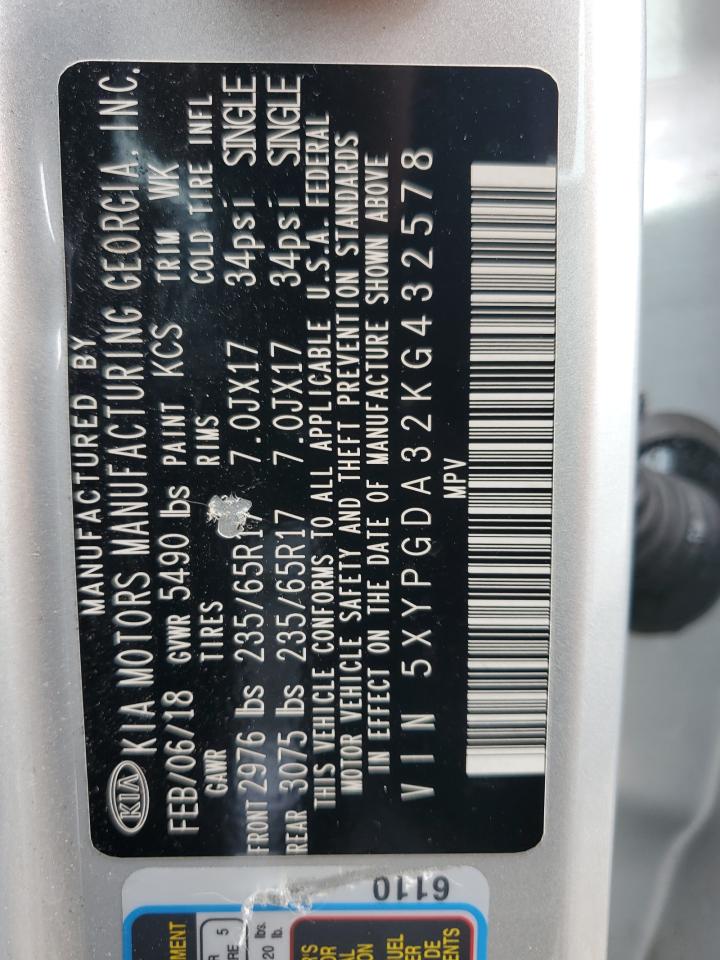 MANUFACTURED BY
KIA KIA MOTORS MANUFACTURING GEORGIA, INC.
FEB/06/18 GVWR 5490 lbs PAINT KCS TRIM WK
GAWR TIRES RIMS COLD TIRE INFL
FRONT 2976 lbs 235/65R1 7.0JX17 34psi SINGLE
REAR 3075 lbs 235/65R17 7.0JX17 34psi SINGLE
THIS VEHICLE CONFORMS TO ALL APPLICABLE U.S.A. FEDERAL
MOTOR VEHICLE SAFETY AND THEFT PREVENTION STANDARDS
IN EFFECT ON THE DATE OF MANUFACTURE SHOWN ABOVE
VIN 5XYPGDA32KG432578
MPV
6110